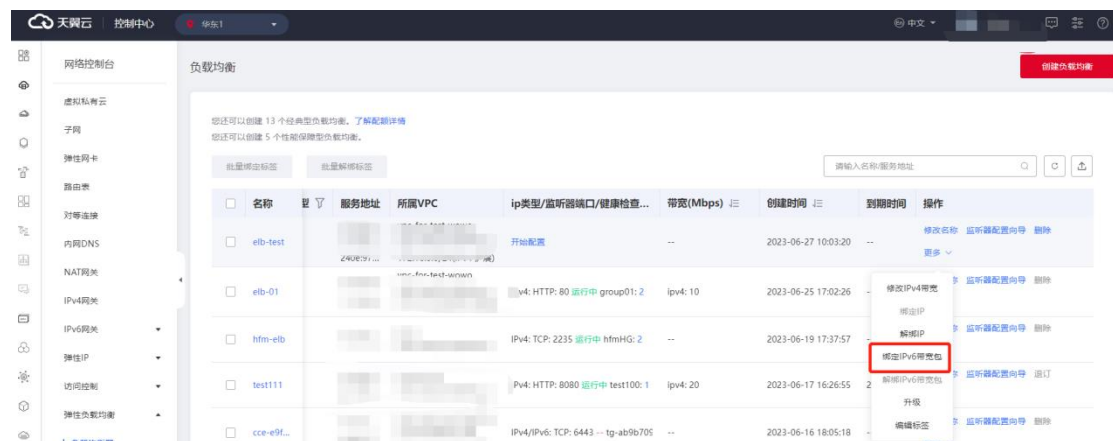 天翼云 控制中心 华东1 中文
网络控制台
虚拟私有云
子网
弹性网卡
路由表
对等连接
内网DNS
NAT网关
IPv4网关
IPv6网关
弹性IP
访问控制
弹性负载均衡
负载均衡
创建负载均衡
您还可以创建 13 个经典型负载均衡。了解配额详情
您还可以创建 5 个性能保障型负载均衡。
批量绑定标签 批量解绑标签
请输入名称/服务地址
名称 型 服务地址 所属VPC ip类型/监听器端口/健康检查... 带宽(Mbps) 创建时间 到期时间 操作
elb-test 开始配置 -- 2023-06-27 10:03:20 -- 修改名称 监听器配置向导 删除
更多
elb-01 v4: HTTP: 80 运行中 group01: 2 ipv4: 10 2023-06-25 17:02:26 监听器配置向导 删除
hfm-elb IPv4: TCP: 2235 运行中 hfmHG: 2 -- 2023-06-19 17:37:57 监听器配置向导 删除
test111 Pv4: HTTP: 8080 运行中 test100: 1 ipv4: 20 2023-06-17 16:26:55 2 监听器配置向导 退订
cce-e9f... IPv4/IPv6: TCP: 6443 -- tg-ab9b709 -- 2023-06-16 18:05:18 监听器配置向导 删除
修改IPv4带宽
绑定IP
解绑IP
绑定IPv6带宽包
解绑IPv6带宽包
升级
编辑标签